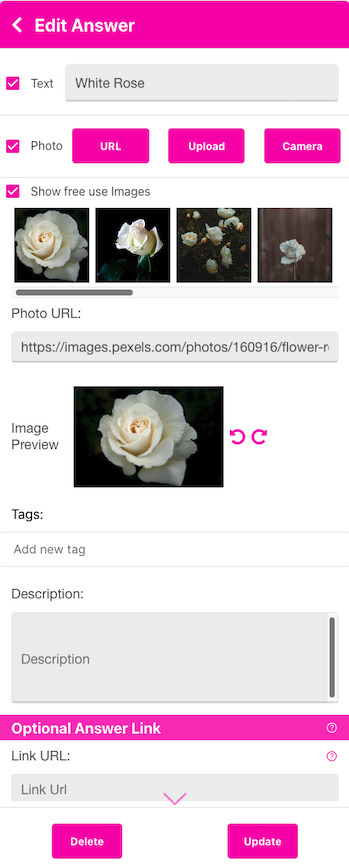 Edit Answer
Text White Rose
Photo URL Upload Camera
Show free use Images
Photo URL:
https://images.pexels.com/photos/160916/flower-r
Image
Preview
Tags:
Add new tag
Description:
Description
Optional Answer Link ?
Link URL: ?
Link Url
Delete Update